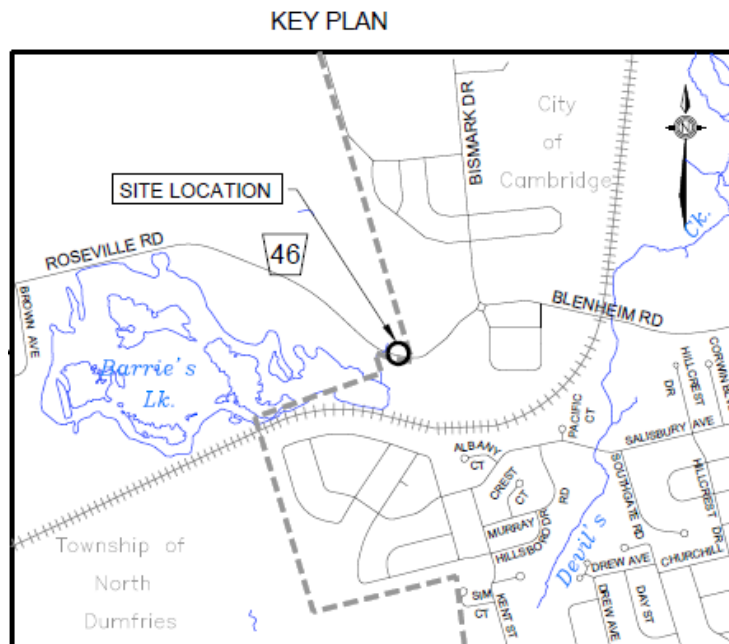 KEY PLAN
City
of
Cambridge
BISMARK DR
N
SITE LOCATION
ROSEVILLE RD
46
Ck.
BROWN AVE
BLENHEIM RD
Barrie's
Lk.
HILLCREST
DR
PACIFIC
CT
SALISBURY AVE
ALBANY
CT
CREST
CT
RD
SOUTHGATE RD
HILLCREST DR
MURRAY
HILLSBORO
DR
Township of
North
Dumfries
Devil's
DREW AVE
CHURCHILL
SIM
CT
KENT ST
DREW AVE
DAY ST